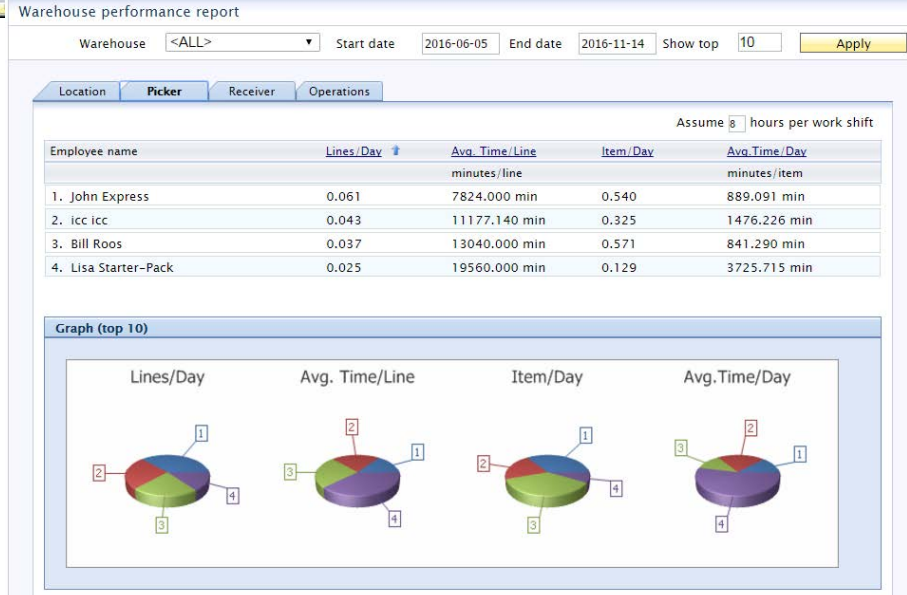 Warehouse performance report
Warehouse <ALL> Start date 2016-06-05 End date 2016-11-14 Show top 10 Apply
Location Picker Receiver Operations
Assume 8 hours per work shift
Employee name Lines/Day Avg. Time/Line Item/Day Avg.Time/Day
minutes/line minutes/item
1. John Express 0.061 7824.000 min 0.540 889.091 min
2. icc icc 0.043 11177.140 min 0.325 1476.226 min
3. Bill Roos 0.037 13040.000 min 0.571 841.290 min
4. Lisa Starter-Pack 0.025 19560.000 min 0.129 3725.715 min
Graph (top 10)
Lines/Day Avg. Time/Line Item/Day Avg.Time/Day
1 2 3 4
2 1 3 4
1 2 4 3
2 3 1 4